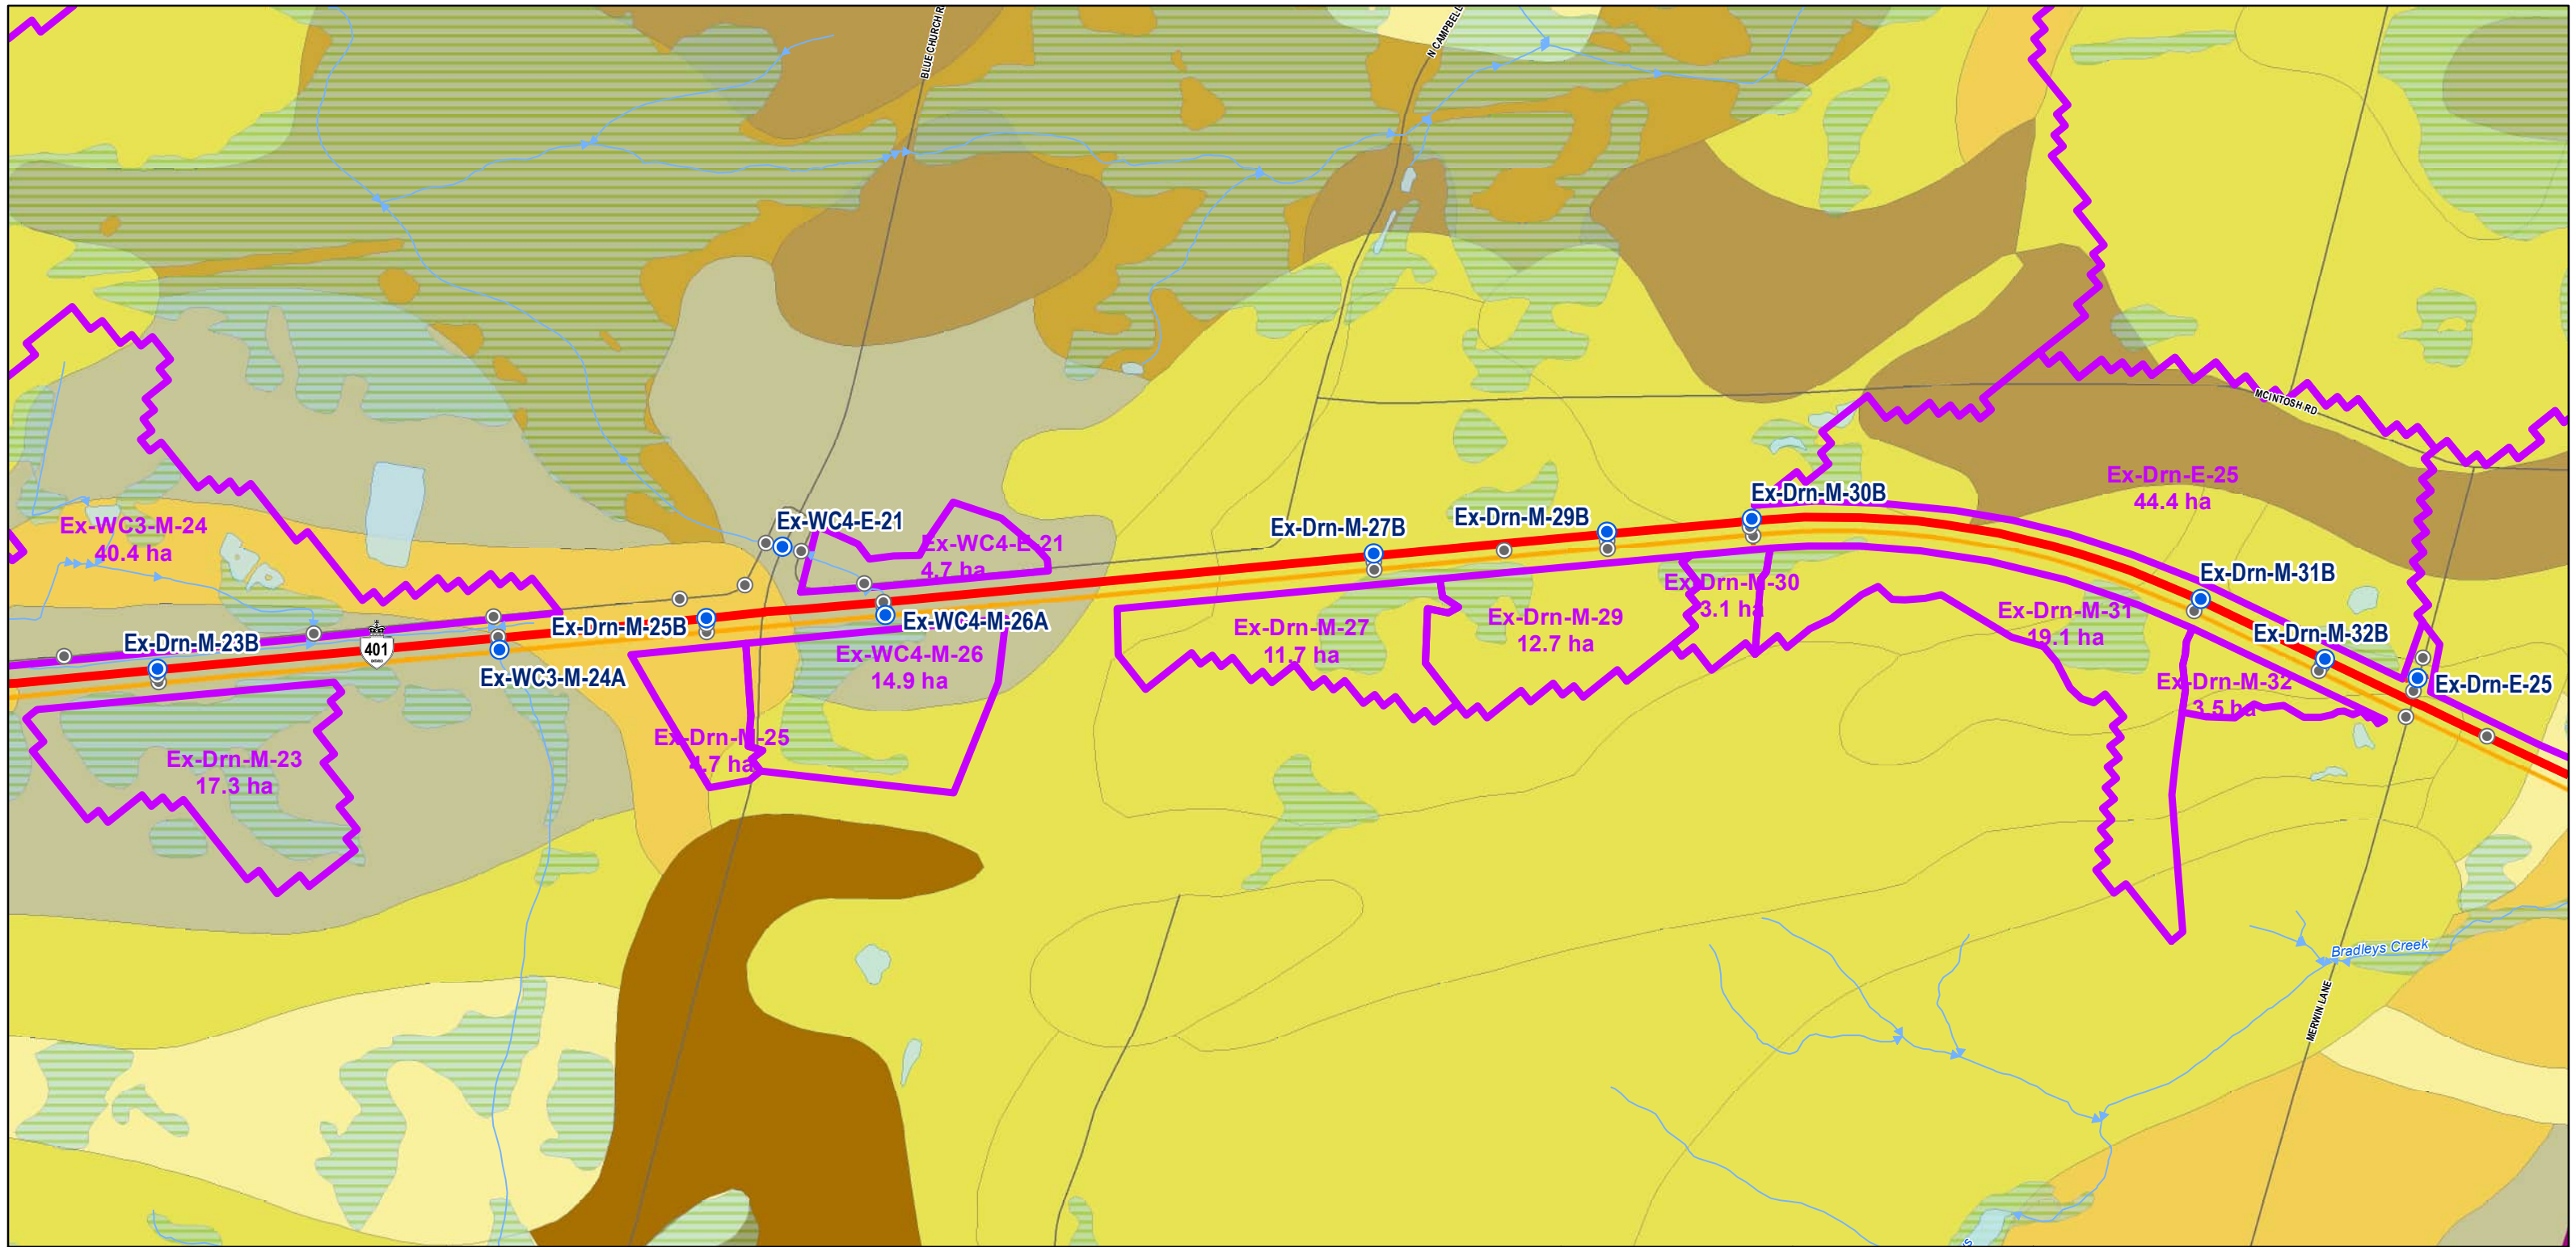 BLUE CHURCH R
N CAMPBELL
MCINTOSH RD
Ex-Drn-E-25
44.4 ha
Ex-Drn-M-30B
Ex-WC4-E-21
Ex-Drn-M-29B
Ex-Drn-M-27B
Ex-WC3-M-24
40.4 ha
Ex-WC4-E-21
4.7 ha
Ex-Drn-M-31B
Ex-Drn-M-30
3.1 ha
Ex-Drn-M-31
19.1 ha
Ex-Drn-M-29
12.7 ha
Ex-WC4-M-26A
Ex-Drn-M-25B
Ex-Drn-M-27
11.7 ha
Ex-Drn-M-32B
Ex-Drn-M-23B
401
Ex-WC4-M-26
14.9 ha
Ex-WC3-M-24A
Ex-Drn-M-32
3.5 ha
Ex-Drn-E-25
Ex-Drn-M-25
4.7 ha
Ex-Drn-M-23
17.3 ha
Bradleys Creek
MERWIN LANE